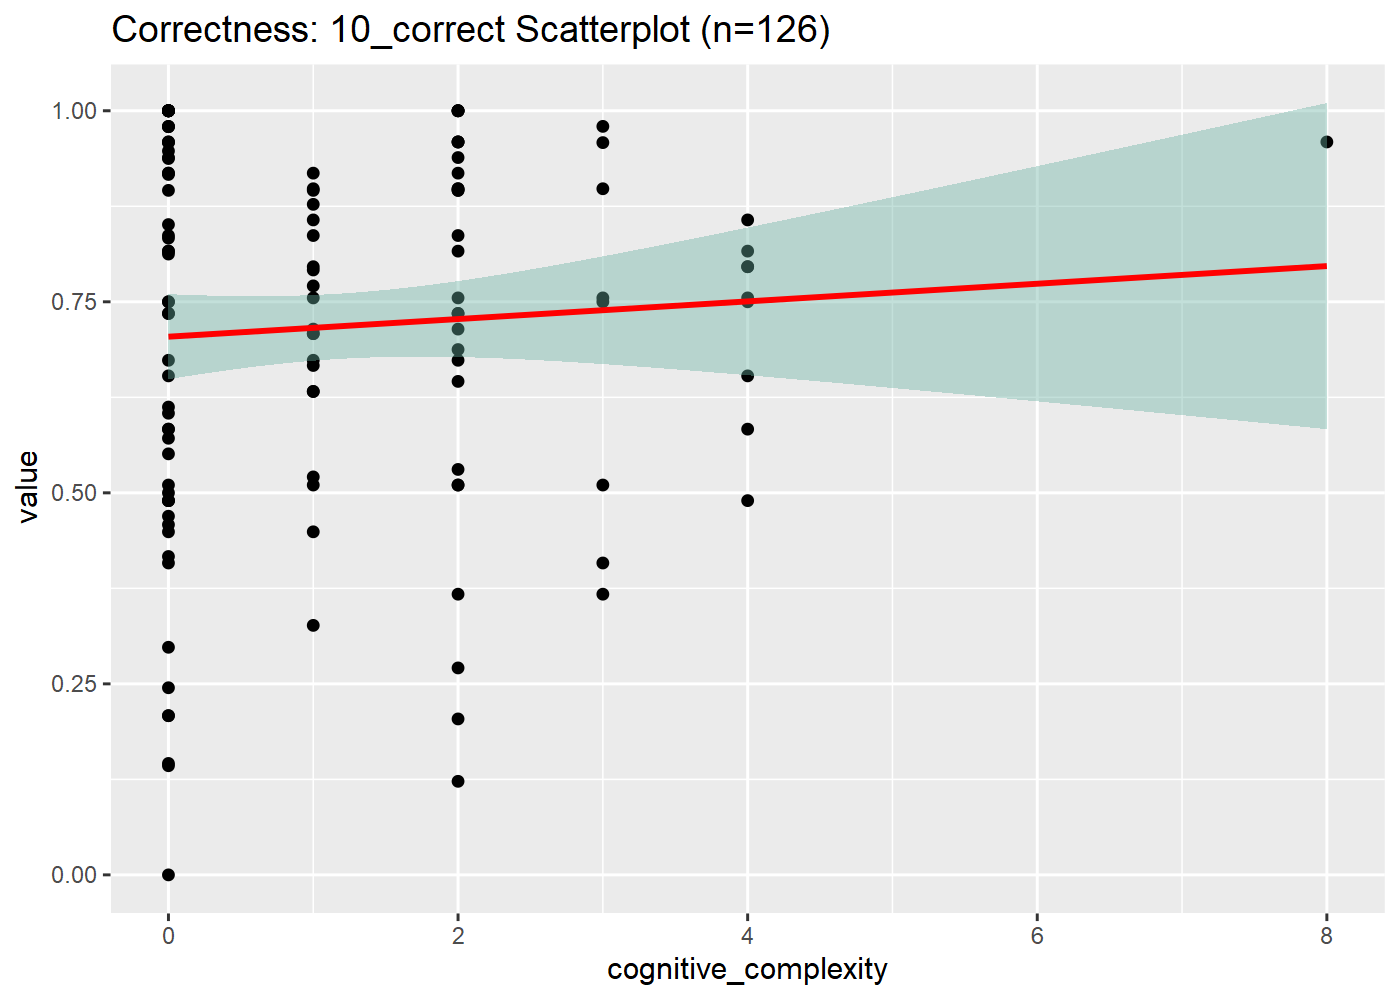 Correctness: 10_correct Scatterplot (n=126)
1.00
0.75
0.50
0.25
0.00
value
0 2 4 6 8
cognitive_complexity